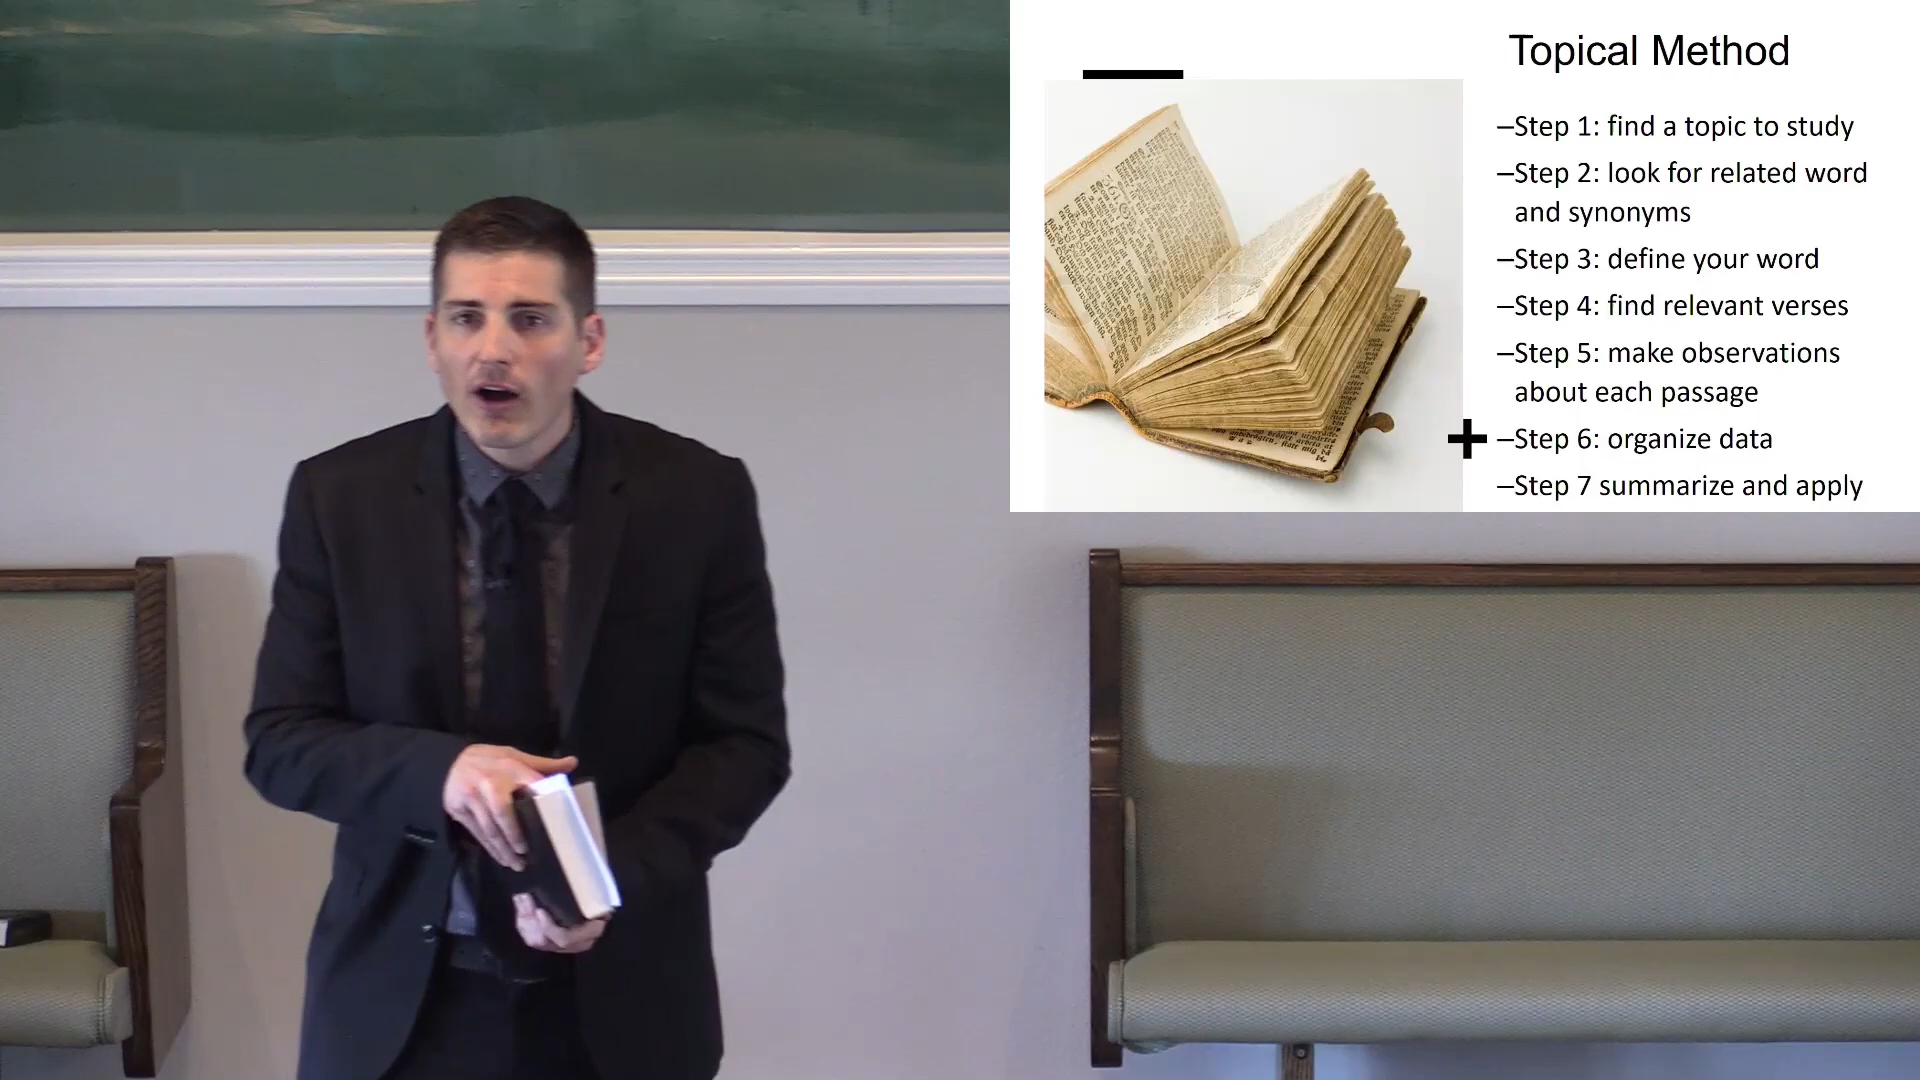 Topical Method
–Step 1: find a topic to study
–Step 2: look for related word
and synonyms
–Step 3: define your word
–Step 4: find relevant verses
–Step 5: make observations
about each passage
–Step 6: organize data
–Step 7 summarize and apply